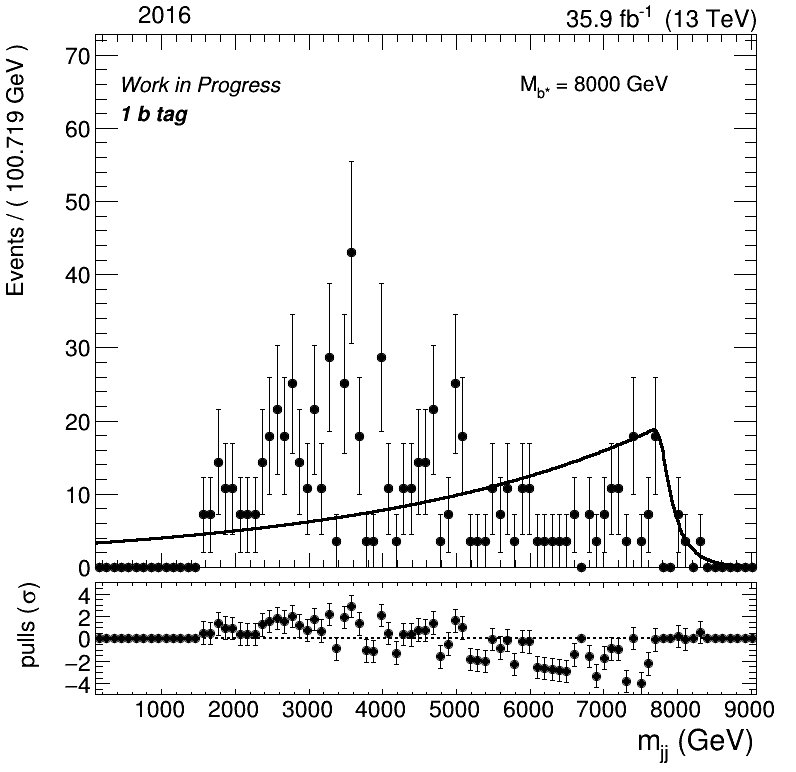 2016
35.9 fb⁻¹ (13 TeV)
Events / ( 100.719 GeV )
Work in Progress
1 b tag
M_b* = 8000 GeV
70
60
50
40
30
20
10
0
pulls (σ)
4
2
0
−2
−4
1000 2000 3000 4000 5000 6000 7000 8000 9000
m_jj (GeV)